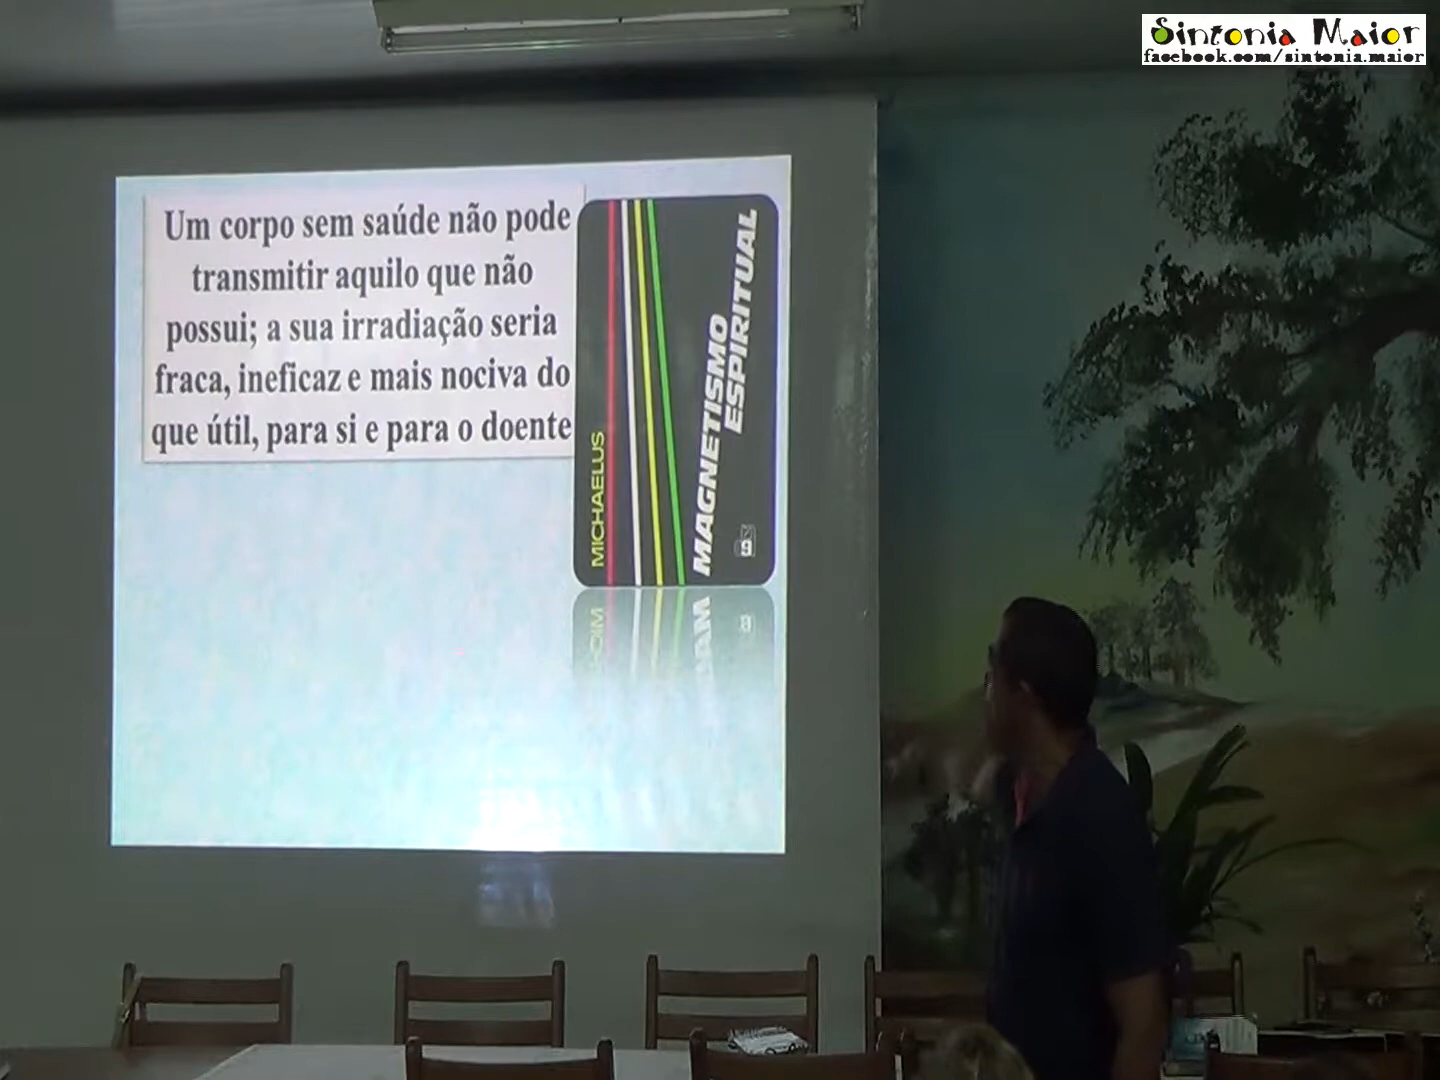 Sintonia Maior
facebook.com/sintonia.maior
Um corpo sem saúde não pode
transmitir aquilo que não
possui; a sua irradiação seria
fraca, ineficaz e mais nociva do
que útil, para si e para o doente
MICHAELUS
MAGNETISMO
ESPIRITUAL